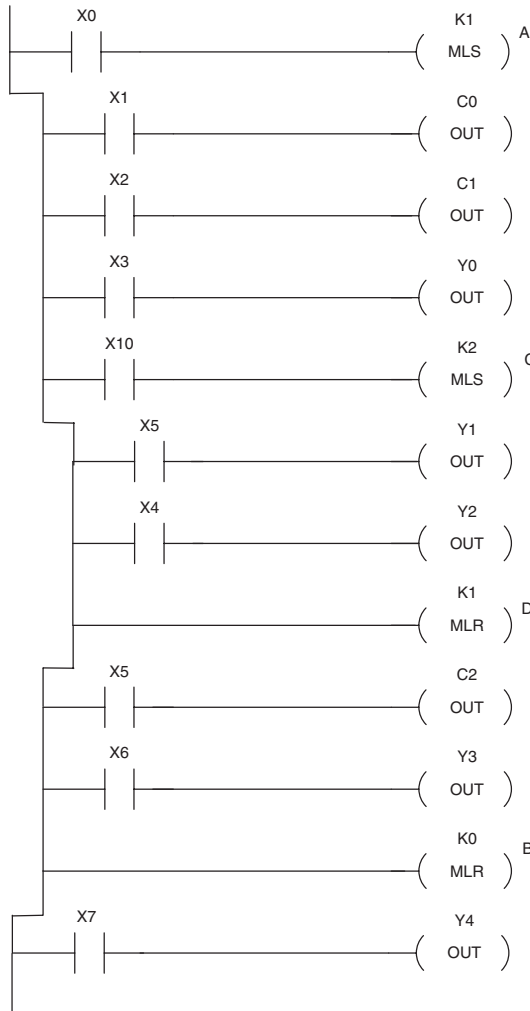 X0 K1
MLS A
X1 C0
OUT
X2 C1
OUT
X3 Y0
OUT
X10 K2
MLS
X5 Y1
OUT
X4 Y2
OUT
K1
MLR D
X5 C2
OUT
X6 Y3
OUT
K0
MLR B
X7 Y4
OUT